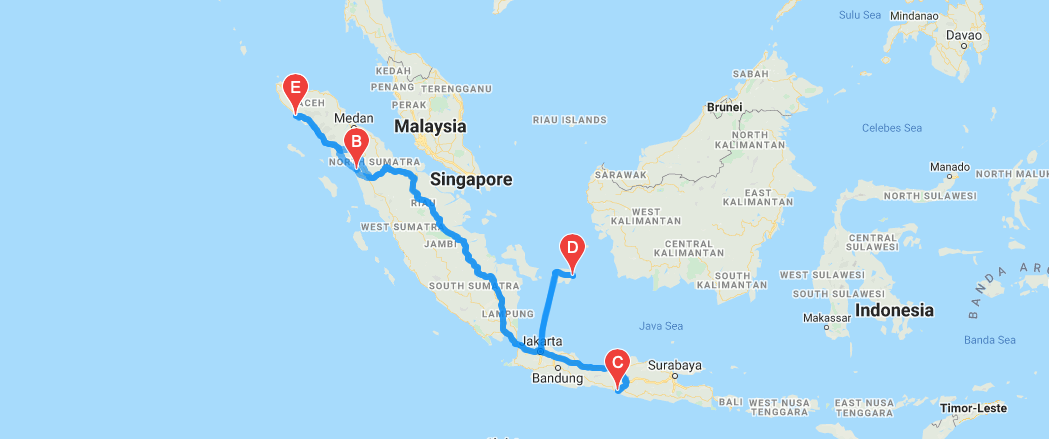 Sulu Sea
Mindanao
Davao
KEDAH
PENANG
TERENGGANU
PERAK
SABAH
E
ACEH
Medan
Malaysia
RIAU ISLANDS
Brunei
Celebes Sea
B
NORTH SUMATRA
NORTH
KALIMANTAN
Singapore
SARAWAK
Manado
NORTH MALUK
NORTH SULAWESI
EAST
KALIMANTAN
RIAU
WEST
KALIMANTAN
WEST SUMATRA
JAMBI
D
CENTRAL
KALIMANTAN
CENTRAL
SULAWESI
SOUTH SUMATRA
SOUTH
KALIMANTAN
WEST SULAWESI
SOUTH SULAWESI
BANDA AR
LAMPUNG
Makassar
Indonesia
Java Sea
Banda Sea
Jakarta
C
Surabaya
Bandung
BALI
WEST NUSA
TENGGARA
EAST NUSA
TENGGARA
Timor-Leste